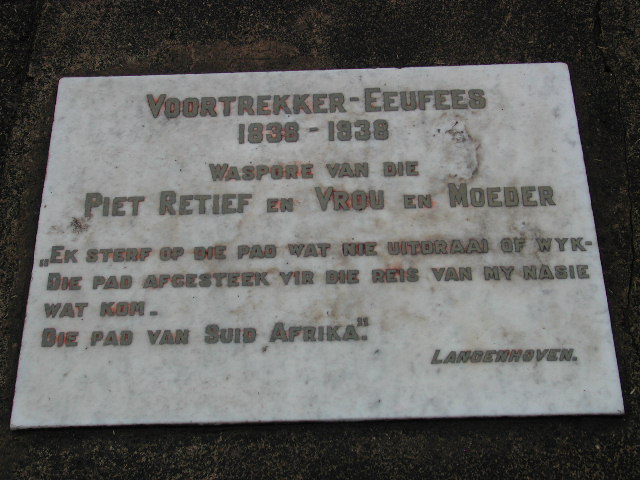 VOORTREKKER-EEUFEES
1838 - 1938
WASPORE VAN DIE
PIET RETIEF EN VROU EN MOEDER
„EK STERF OP DIE PAD WAT NIE UITDRAAI OF WYK-
DIE PAD AFGESTEEK VIR DIE REIS VAN MY NASIE
WAT KOM.
DIE PAD VAN SUID AFRIKA."
LANGENHOVEN.